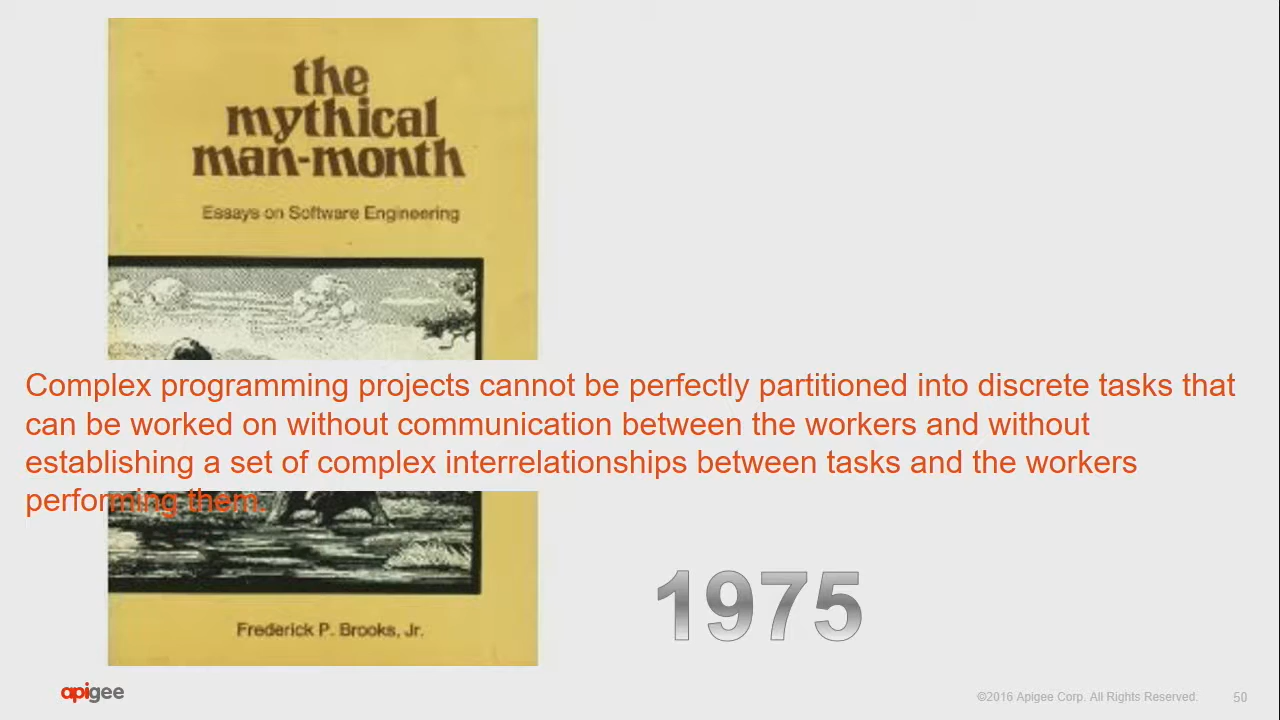 the
mythical
man-month
Essays on Software Engineering
Complex programming projects cannot be perfectly partitioned into discrete tasks that
can be worked on without communication between the workers and without
establishing a set of complex interrelationships between tasks and the workers
performing them.
1975
Frederick P. Brooks, Jr.
apigee
©2016 Apigee Corp. All Rights Reserved.
50